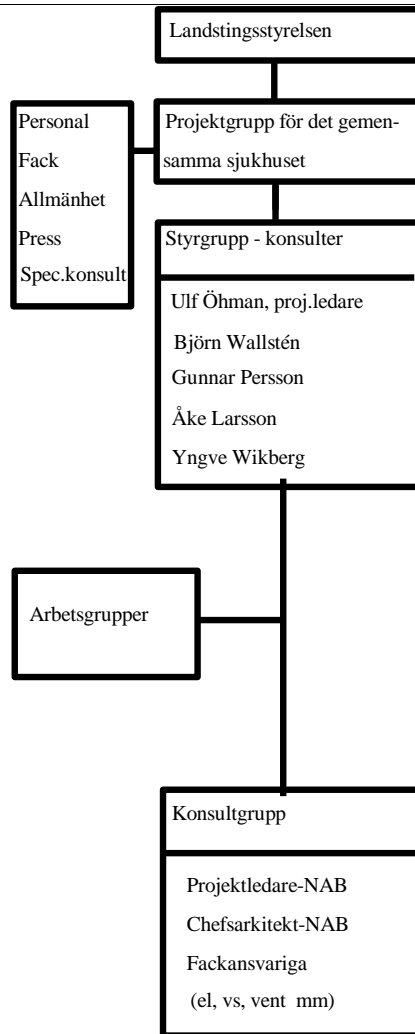 Landstingsstyrelsen
Personal
Fack
Allmänhet
Press
Spec.konsult
Projektgrupp för det gemen-
samma sjukhuset
Styrgrupp - konsulter
Ulf Öhman, proj.ledare
Björn Wallstén
Gunnar Persson
Åke Larsson
Yngve Wikberg
Arbetsgrupper
Konsultgrupp
Projektledare-NAB
Chefsarkitekt-NAB
Fackansvariga
(el, vs, vent mm)